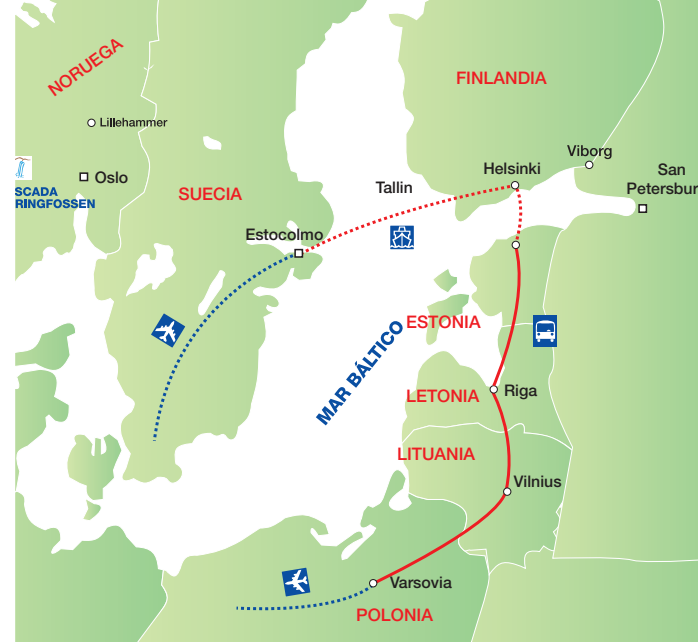 NORUEGA
FINLANDIA
Lillehammer
Viborg
Helsinki
San
Petersbur
Oslo
SCADA
RINGFOSSEN
SUECIA
Tallin
Estocolmo
MAR BÁLTICO
ESTONIA
LETONIA
Riga
LITUANIA
Vilnius
Varsovia
POLONIA